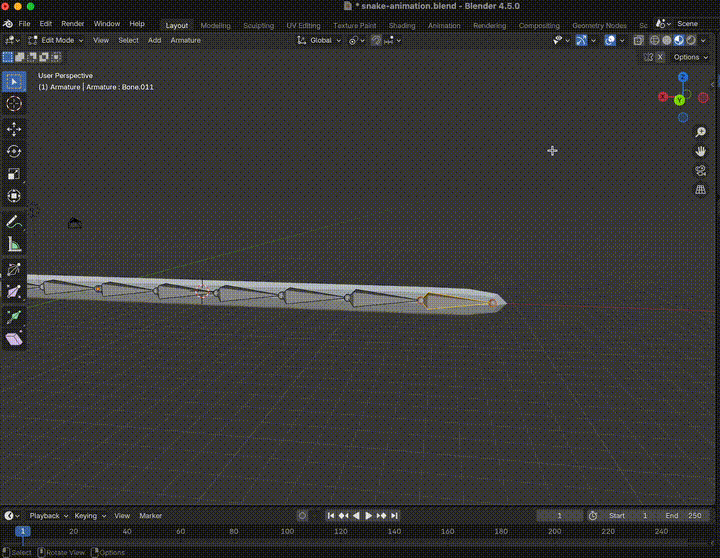 * snake-animation.blend - Blender 4.5.0
File Edit Render Window Help Layout Modeling Sculpting UV Editing Texture Paint Shading Animation Rendering Compositing Geometry Nodes Sc Scene
Edit Mode View Select Add Armature Global
X Options
User Perspective
(1) Armature | Armature : Bone.011
Z
X
Y
Playback Keying View Marker 1 Start 1 End 250
1 20 40 60 80 100 120 140 160 180 200 220 240
Select Rotate View Options